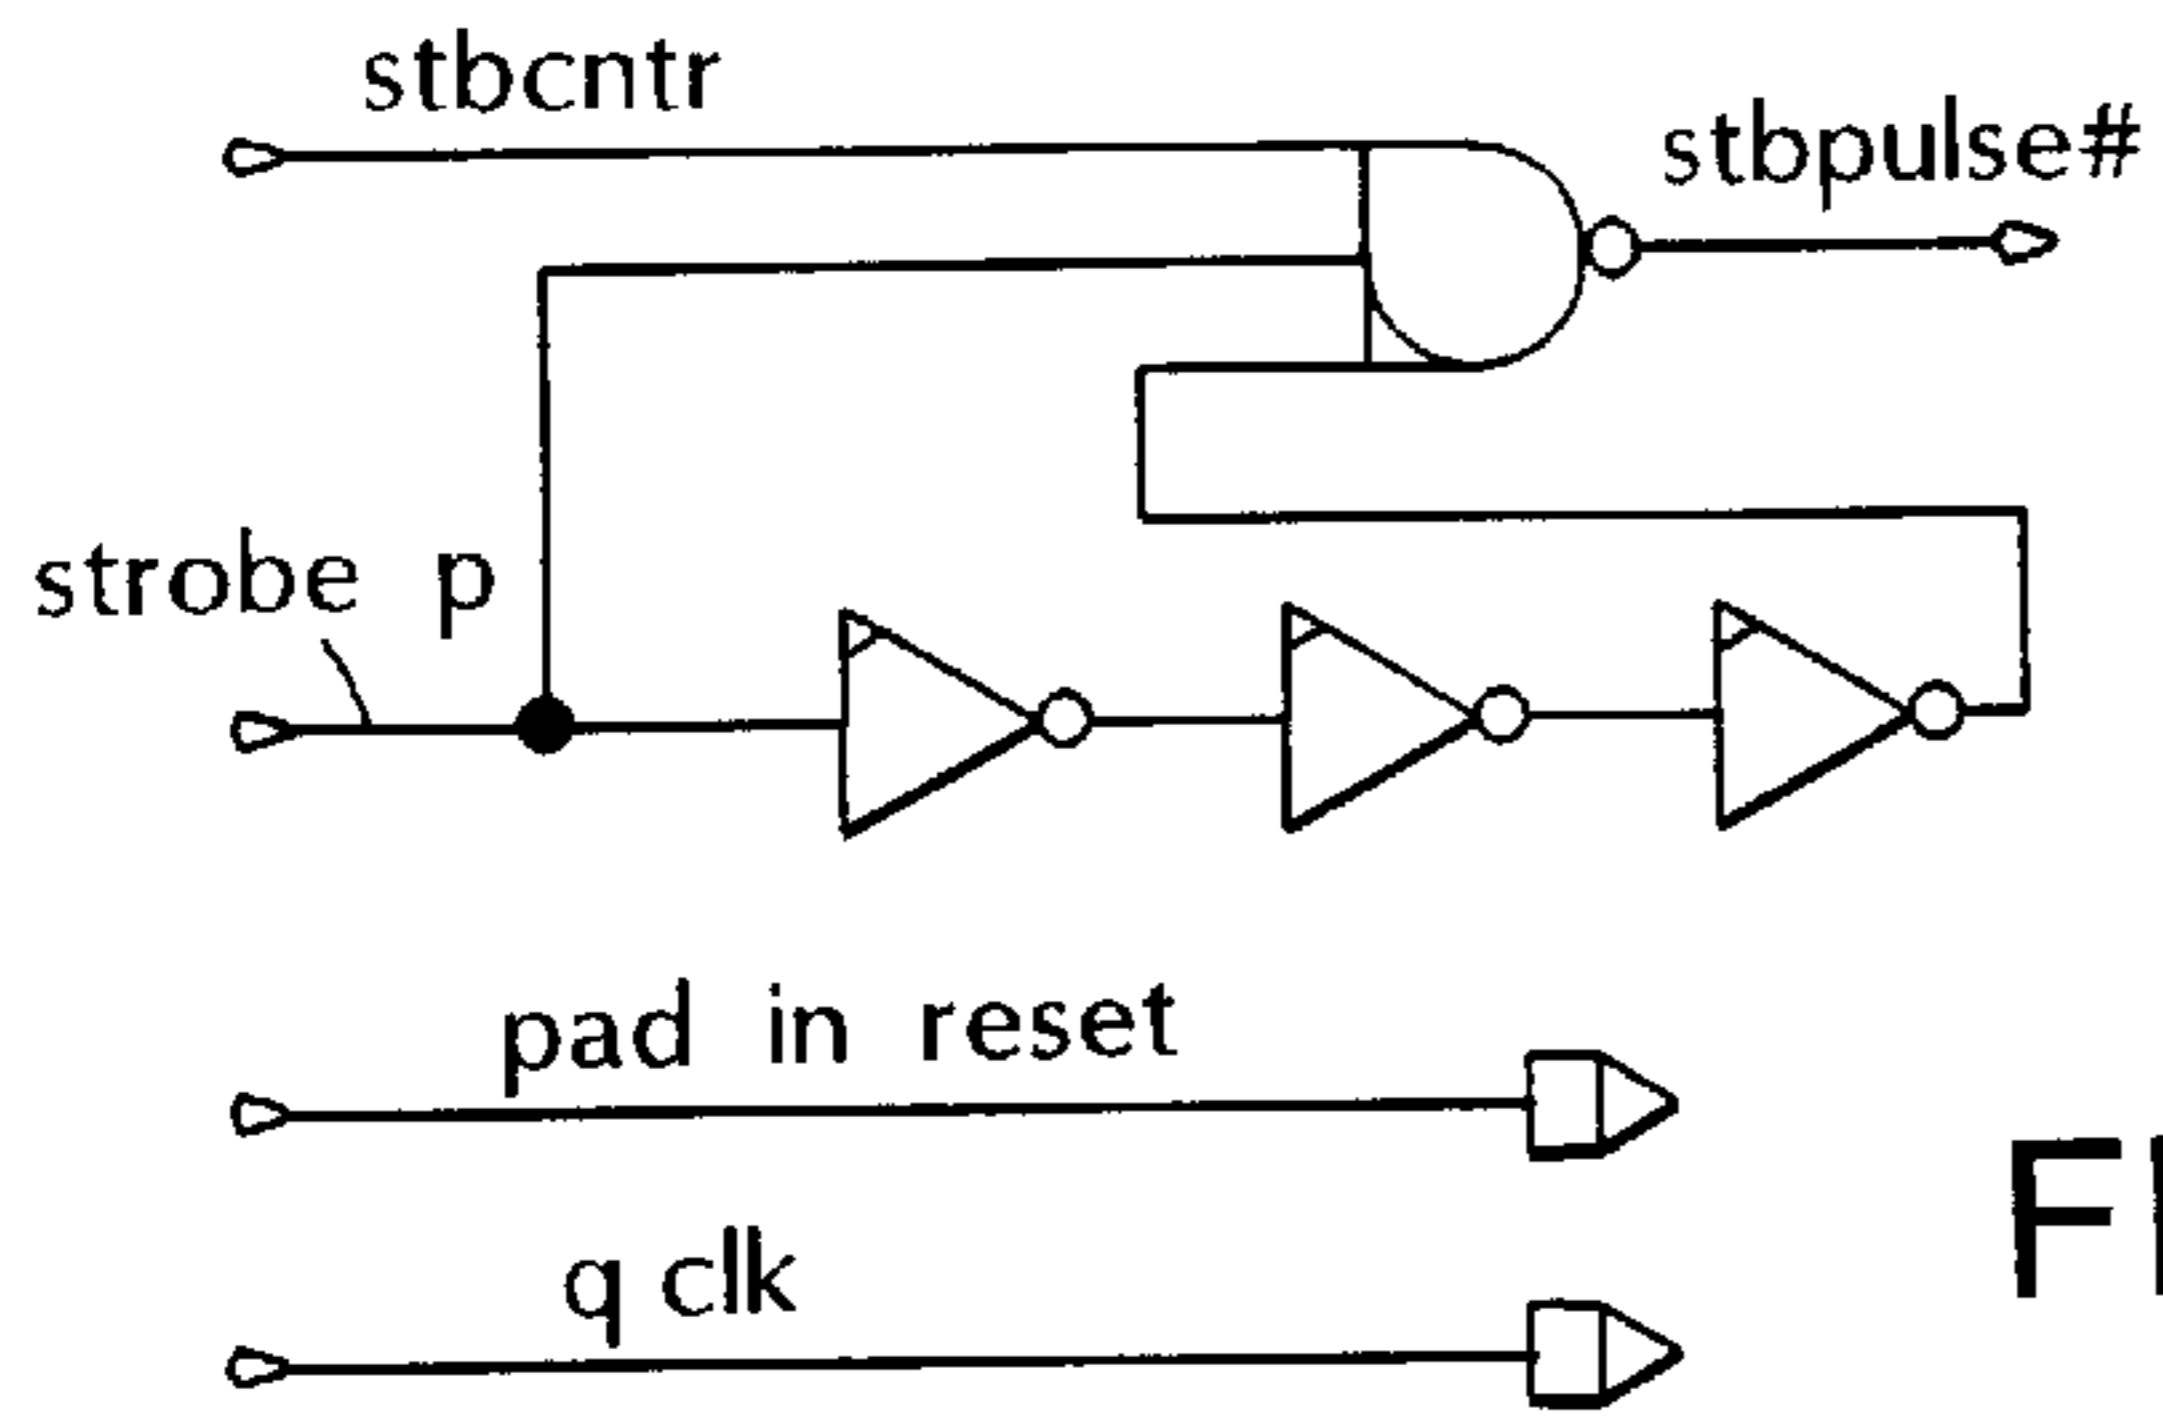 stbcntr
stbpulse#
strobe p
pad in reset
q clk